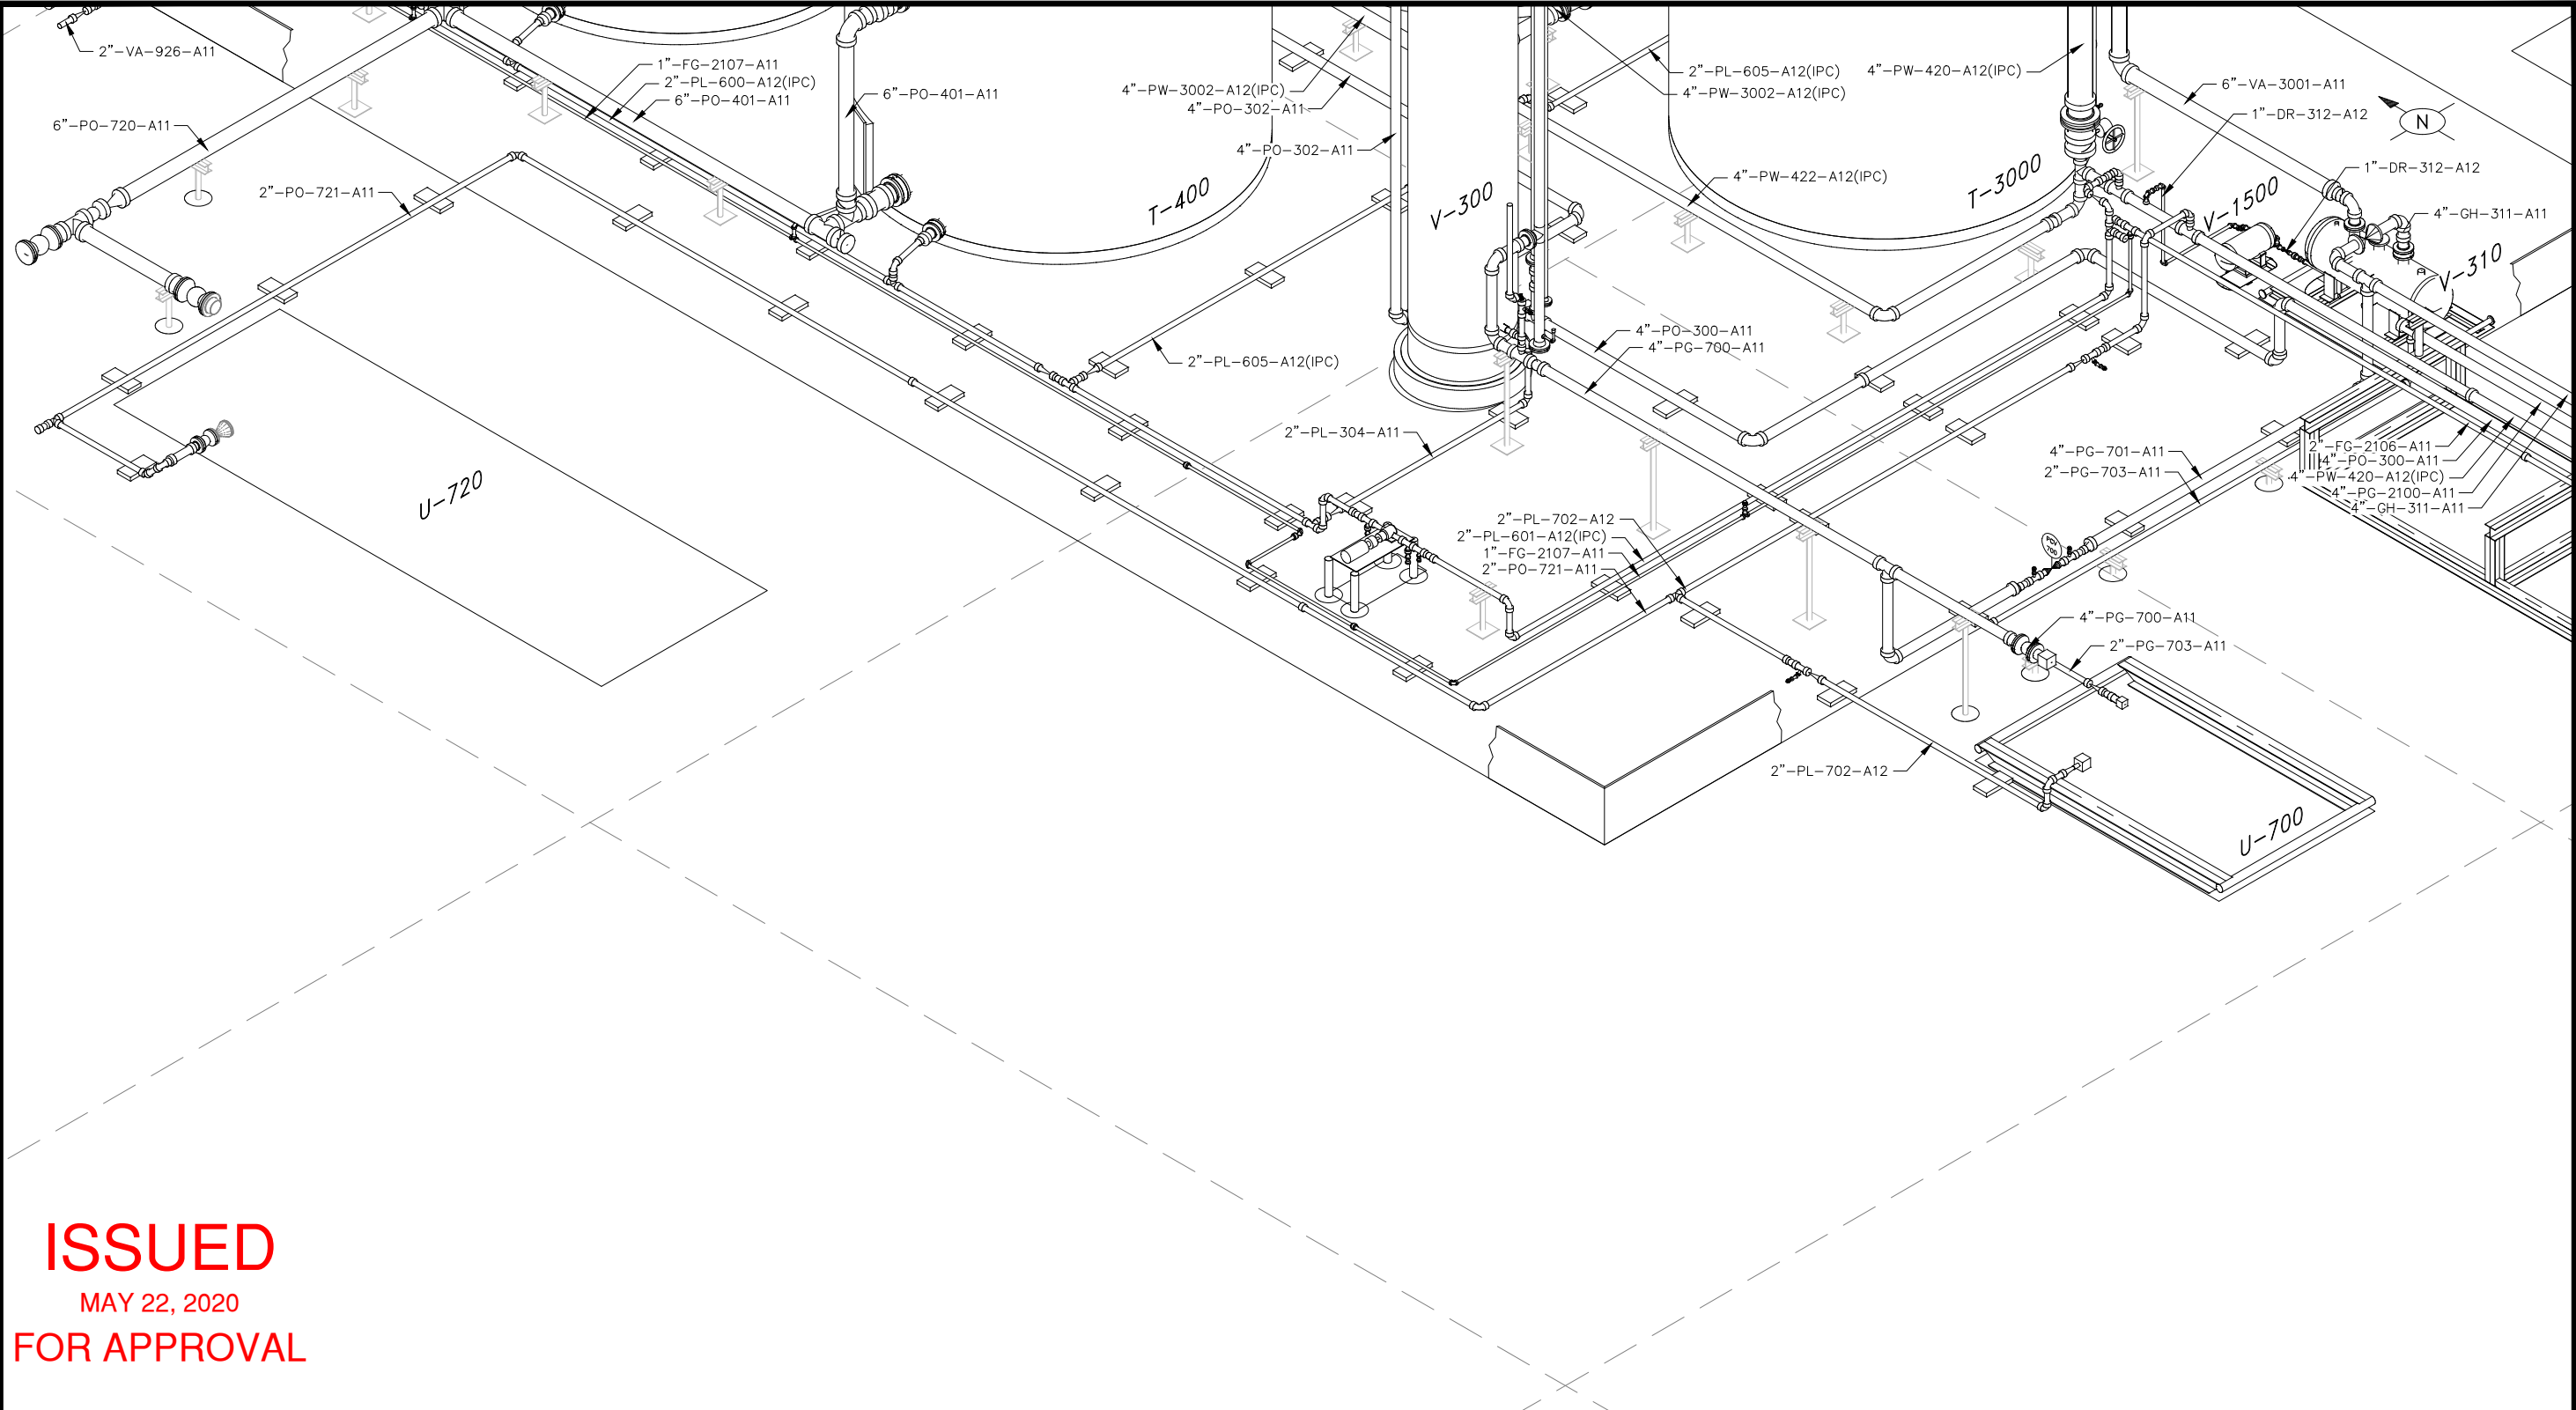 2”-VA-926-A11
1”-FG-2107-A11
2”-PL-600-A12(IPC)
6”-PO-401-A11
6”-PO-401-A11
6”-PO-720-A11
2”-PO-721-A11
4”-PW-3002-A12(IPC)
4”-PO-302-A11
4”-PO-302-A11
2”-PL-605-A12(IPC)
4”-PW-3002-A12(IPC)
4”-PW-420-A12(IPC)
6”-VA-3001-A11
1”-DR-312-A12
N
1”-DR-312-A12
4”-PW-422-A12(IPC)
4”-GH-311-A11
T-400
V-300
T-3000
V-1500
V-310
4”-PO-300-A11
4”-PG-700-A11
2”-PL-605-A12(IPC)
2”-PL-304-A11
2”-FG-2106-A11
4”-PO-300-A11
4”-PW-420-A12(IPC)
4”-PG-2100-A11
4”-GH-311-A11
4”-PG-701-A11
2”-PG-703-A11
U-720
2”-PL-702-A12
2”-PL-601-A12(IPC)
1”-FG-2107-A11
2”-PO-721-A11
PCV
700
4”-PG-700-A11
2”-PG-703-A11
2”-PL-702-A12
U-700
ISSUED
MAY 22, 2020
FOR APPROVAL